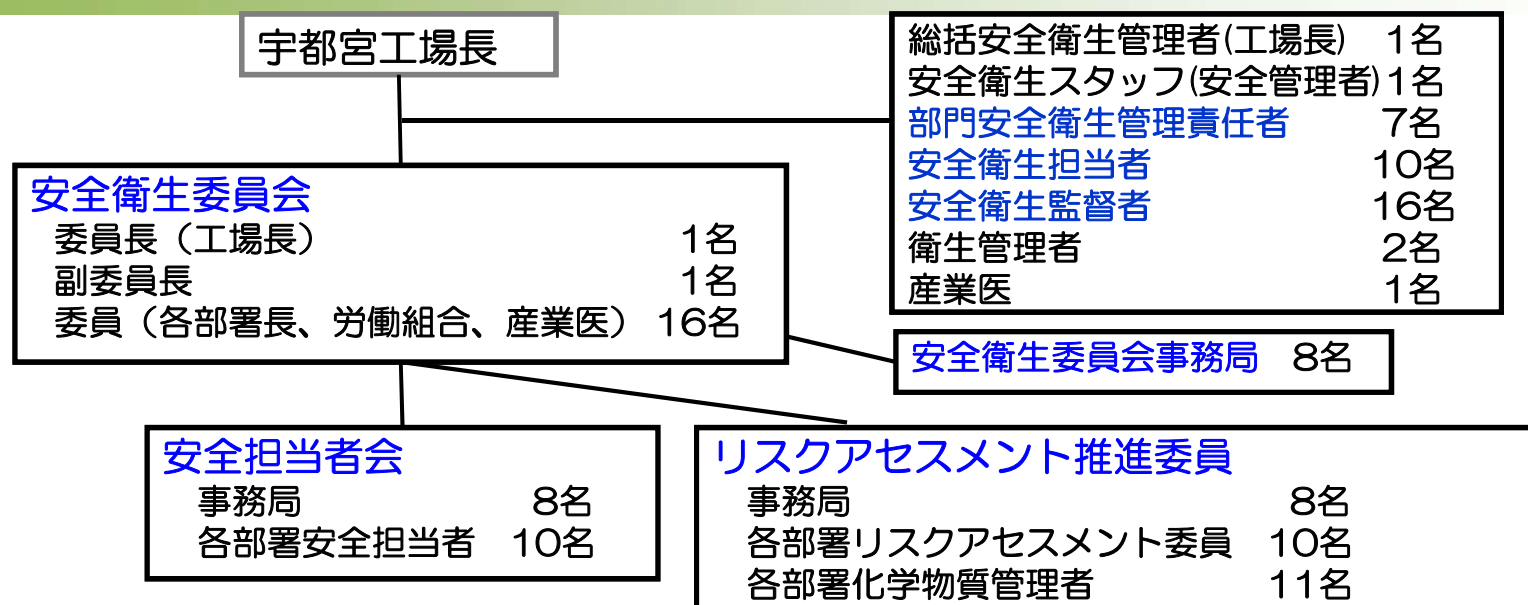 宇都宮工場長
総括安全衛生管理者(工場長) 1名
安全衛生スタッフ(安全管理者)1名
部門安全衛生管理責任者 7名
安全衛生担当者 10名
安全衛生監督者 16名
衛生管理者 2名
産業医 1名
安全衛生委員会
委員長（工場長） 1名
副委員長 1名
委員（各部署長、労働組合、産業医） 16名
安全衛生委員会事務局 8名
安全担当者会
事務局 8名
各部署安全担当者 10名
リスクアセスメント推進委員
事務局 8名
各部署リスクアセスメント委員 10名
各部署化学物質管理者 11名